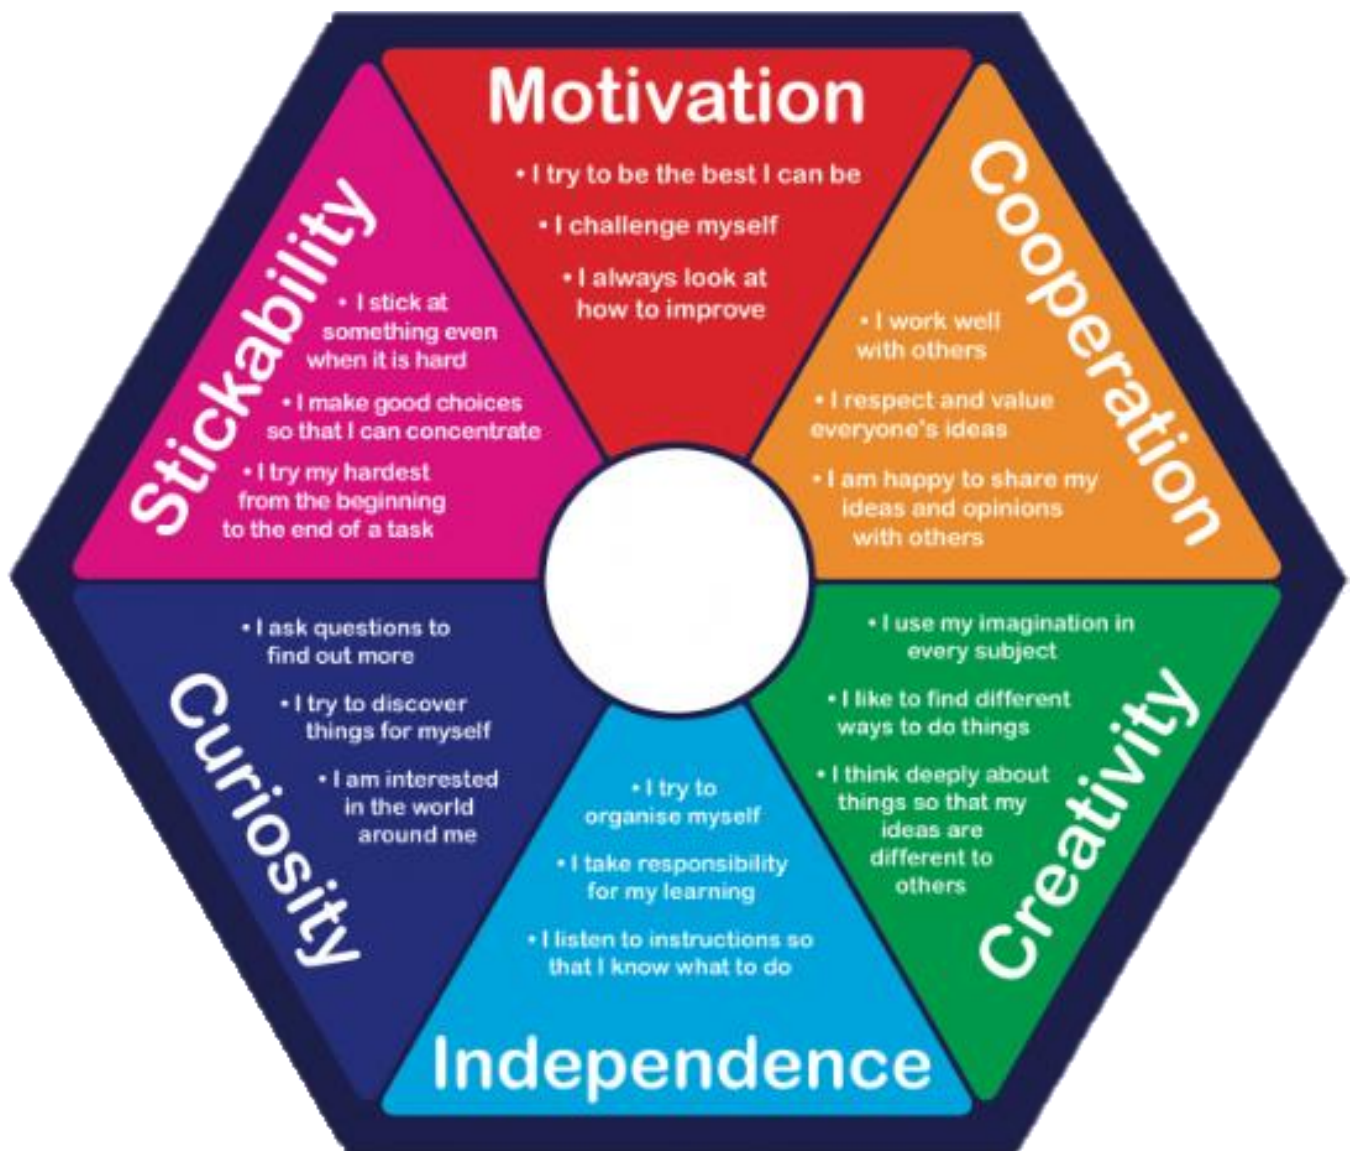 Motivation
• I try to be the best I can be
• I challenge myself
• I always look at
how to improve
Cooperation
• I work well
with others
• I respect and value
everyone's ideas
• I am happy to share my
ideas and opinions
with others
Creativity
• I use my imagination in
every subject
• I like to find different
ways to do things
• I think deeply about
things so that my
ideas are
different to
others
Independence
• I try to
organise myself
• I take responsibility
for my learning
• I listen to instructions so
that I know what to do
Curiosity
• I ask questions to
find out more
• I try to discover
things for myself
• I am interested
in the world
around me
Stickability
• I stick at
something even
when it is hard
• I make good choices
so that I can concentrate
• I try my hardest
from the beginning
to the end of a task